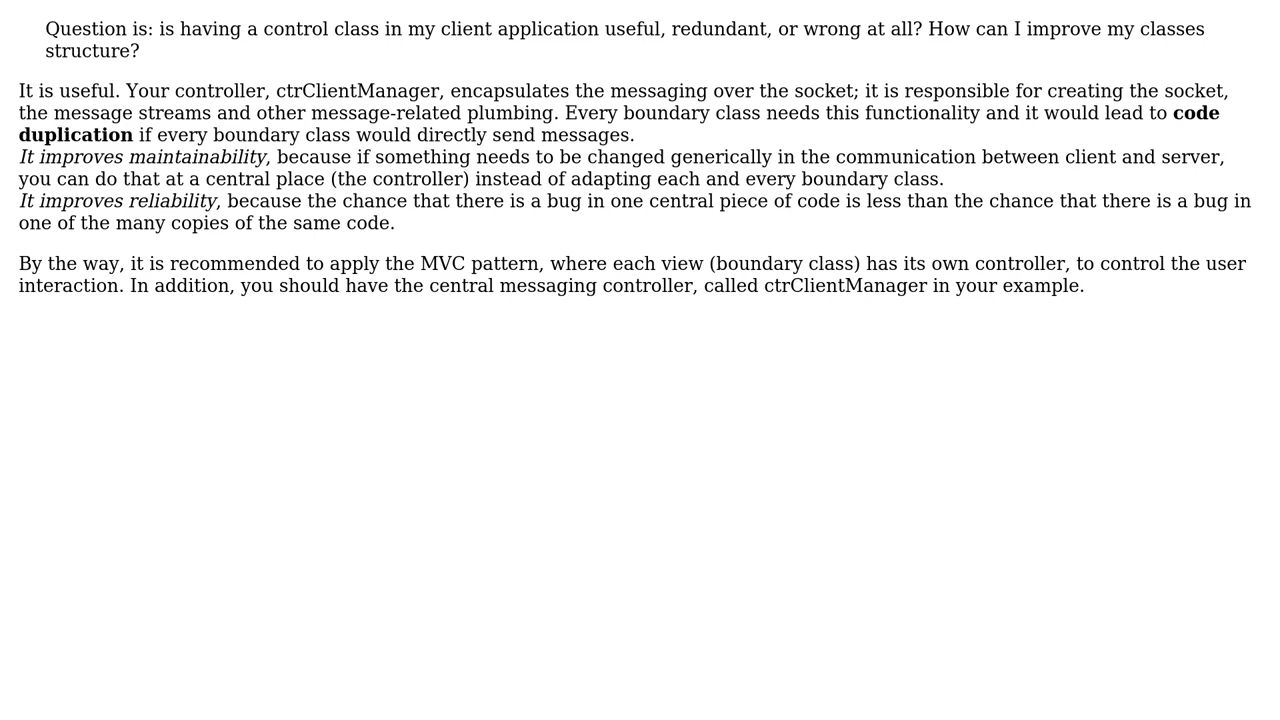 Question is: is having a control class in my client application useful, redundant, or wrong at all? How can I improve my classes
structure?
It is useful. Your controller, ctrClientManager, encapsulates the messaging over the socket; it is responsible for creating the socket,
the message streams and other message-related plumbing. Every boundary class needs this functionality and it would lead to code
duplication if every boundary class would directly send messages.
It improves maintainability, because if something needs to be changed generically in the communication between client and server,
you can do that at a central place (the controller) instead of adapting each and every boundary class.
It improves reliability, because the chance that there is a bug in one central piece of code is less than the chance that there is a bug in
one of the many copies of the same code.
By the way, it is recommended to apply the MVC pattern, where each view (boundary class) has its own controller, to control the user
interaction. In addition, you should have the central messaging controller, called ctrClientManager in your example.